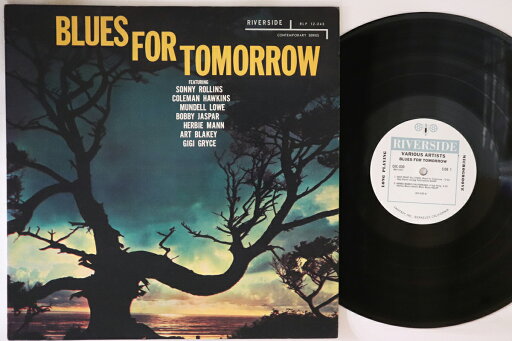 BLUES FOR TOMORROW
RIVERSIDE
RLP 12-243
CONTEMPORARY SERIES
FEATURING
SONNY ROLLINS
COLEMAN HAWKINS
MUNDELL LOWE
BOBBY JASPAR
HERBIE MANN
ART BLAKEY
GIGI GRYCE
RIVERSIDE
VARIOUS ARTISTS
BLUES FOR TOMORROW
SIDE 1
LONG PLAYING
MICROGROOVE